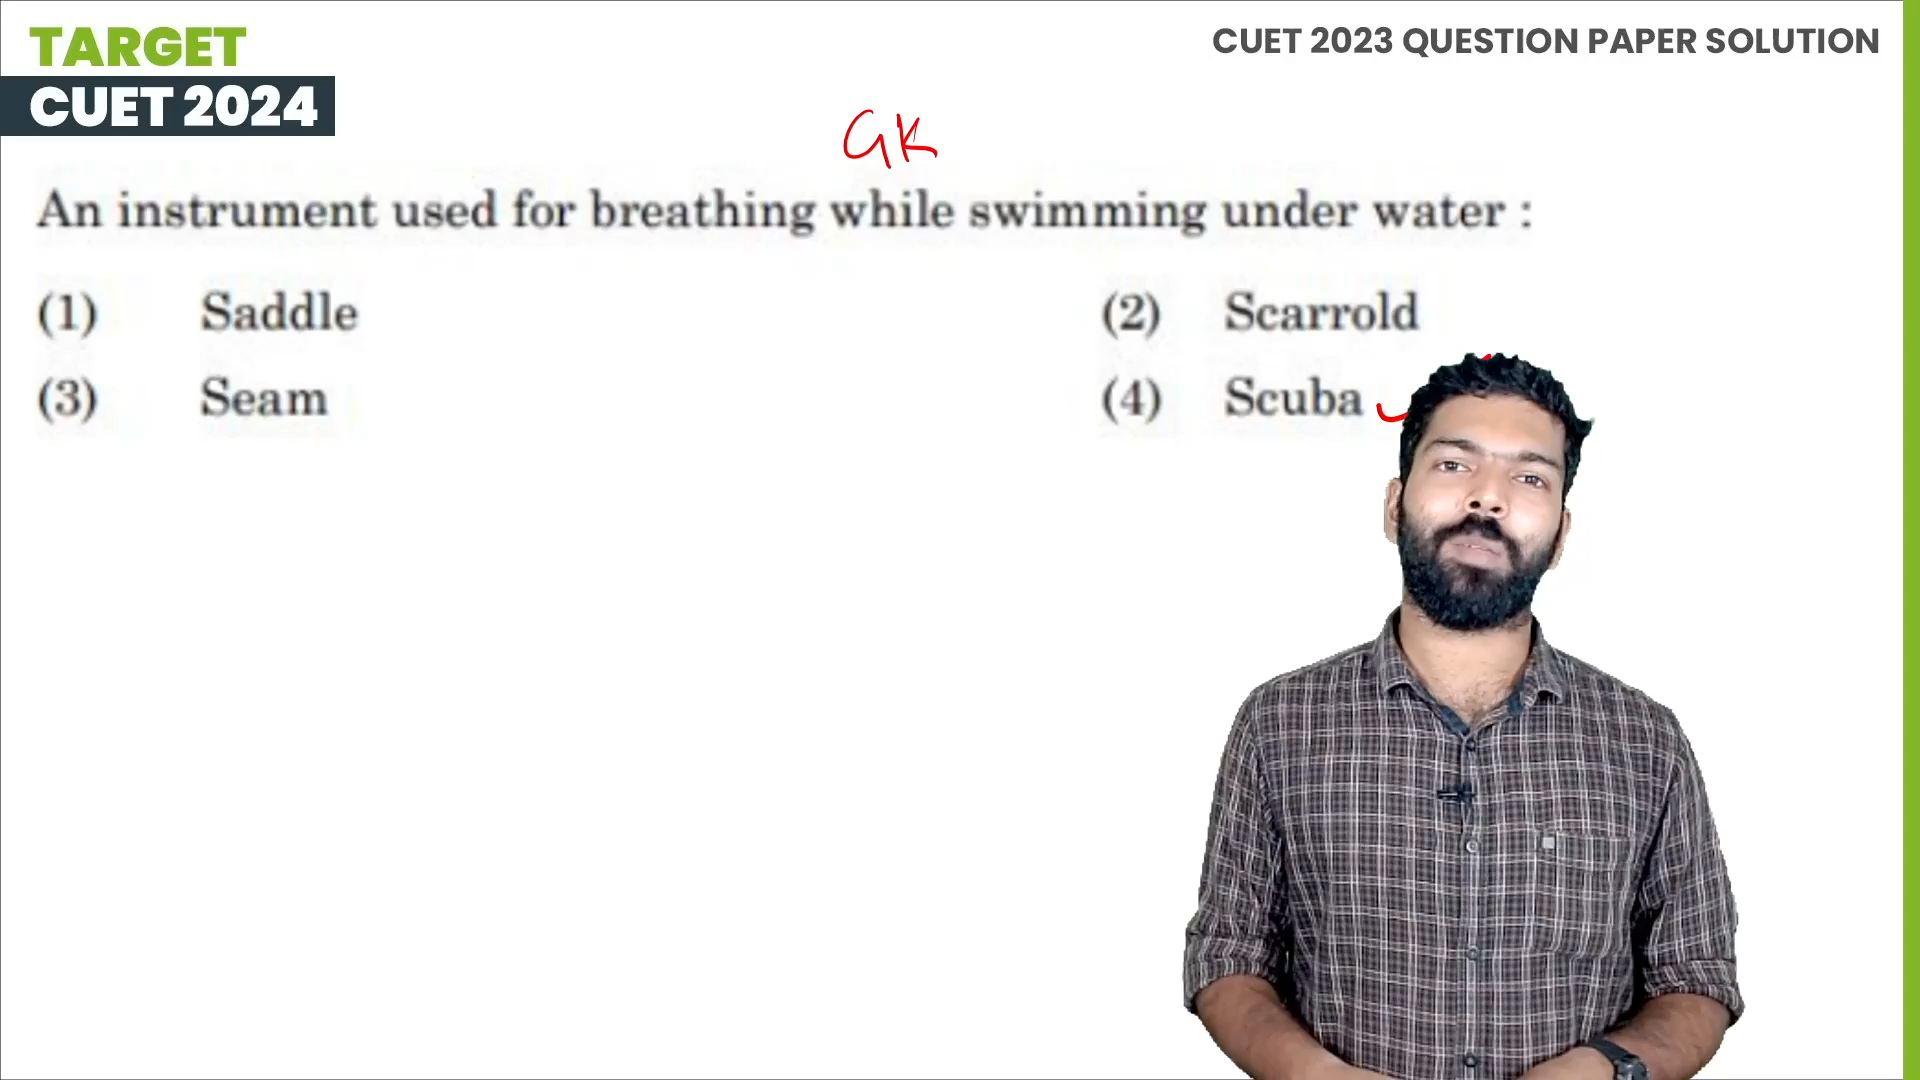 TARGET
CUET 2024
CUET 2023 QUESTION PAPER SOLUTION
GK
An instrument used for breathing while swimming under water :
(1) Saddle
(2) Scarrold
(3) Seam
(4) Scuba